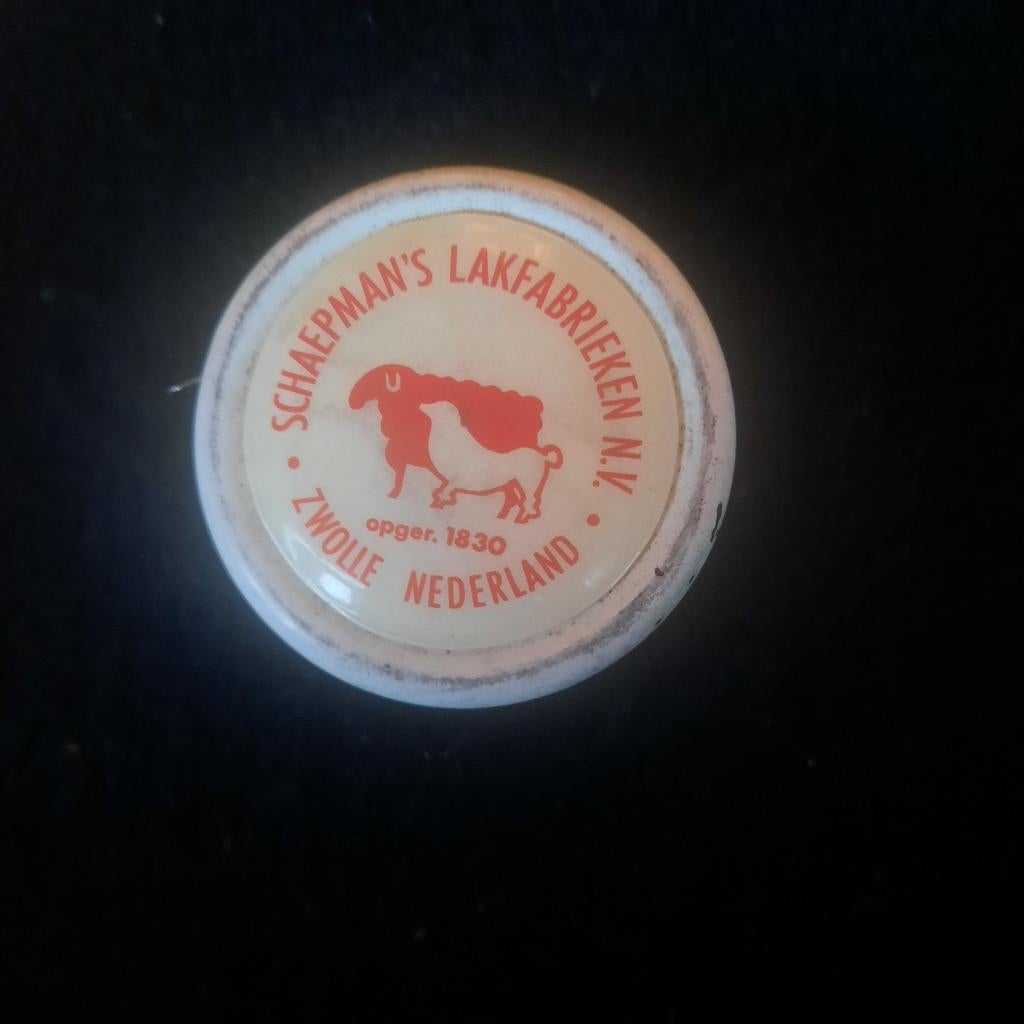 SCHAEPMAN'S LAKFABRIEKEN N.V.
opger. 1830
• ZWOLLE NEDERLAND •